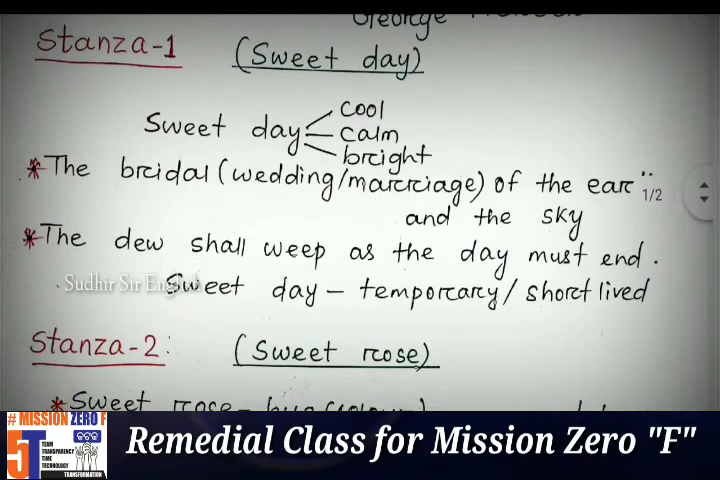 George
Stanza-1 (Sweet day)
cool
Sweet day calm
bright
*The bridal (wedding/marriage) of the ear
1/2
and the sky
*The dew shall weep as the day must end.
Sudhir Sir English
Sweet day - temporary/short lived
Stanza-2: (Sweet rose)
*Sweet rose -
# MISSION ZERO F
5T
TEAM
TRANSPARENCY
TIME
TECHNOLOGY
TRANSFORMATION
Remedial Class for Mission Zero "F"